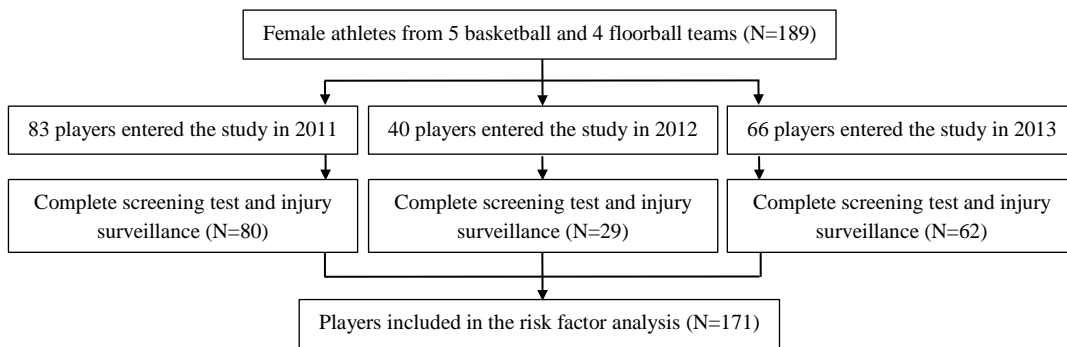 Female athletes from 5 basketball and 4 floorball teams (N=189)
83 players entered the study in 2011
40 players entered the study in 2012
66 players entered the study in 2013
Complete screening test and injury
surveillance (N=80)
Complete screening test and injury
surveillance (N=29)
Complete screening test and injury
surveillance (N=62)
Players included in the risk factor analysis (N=171)